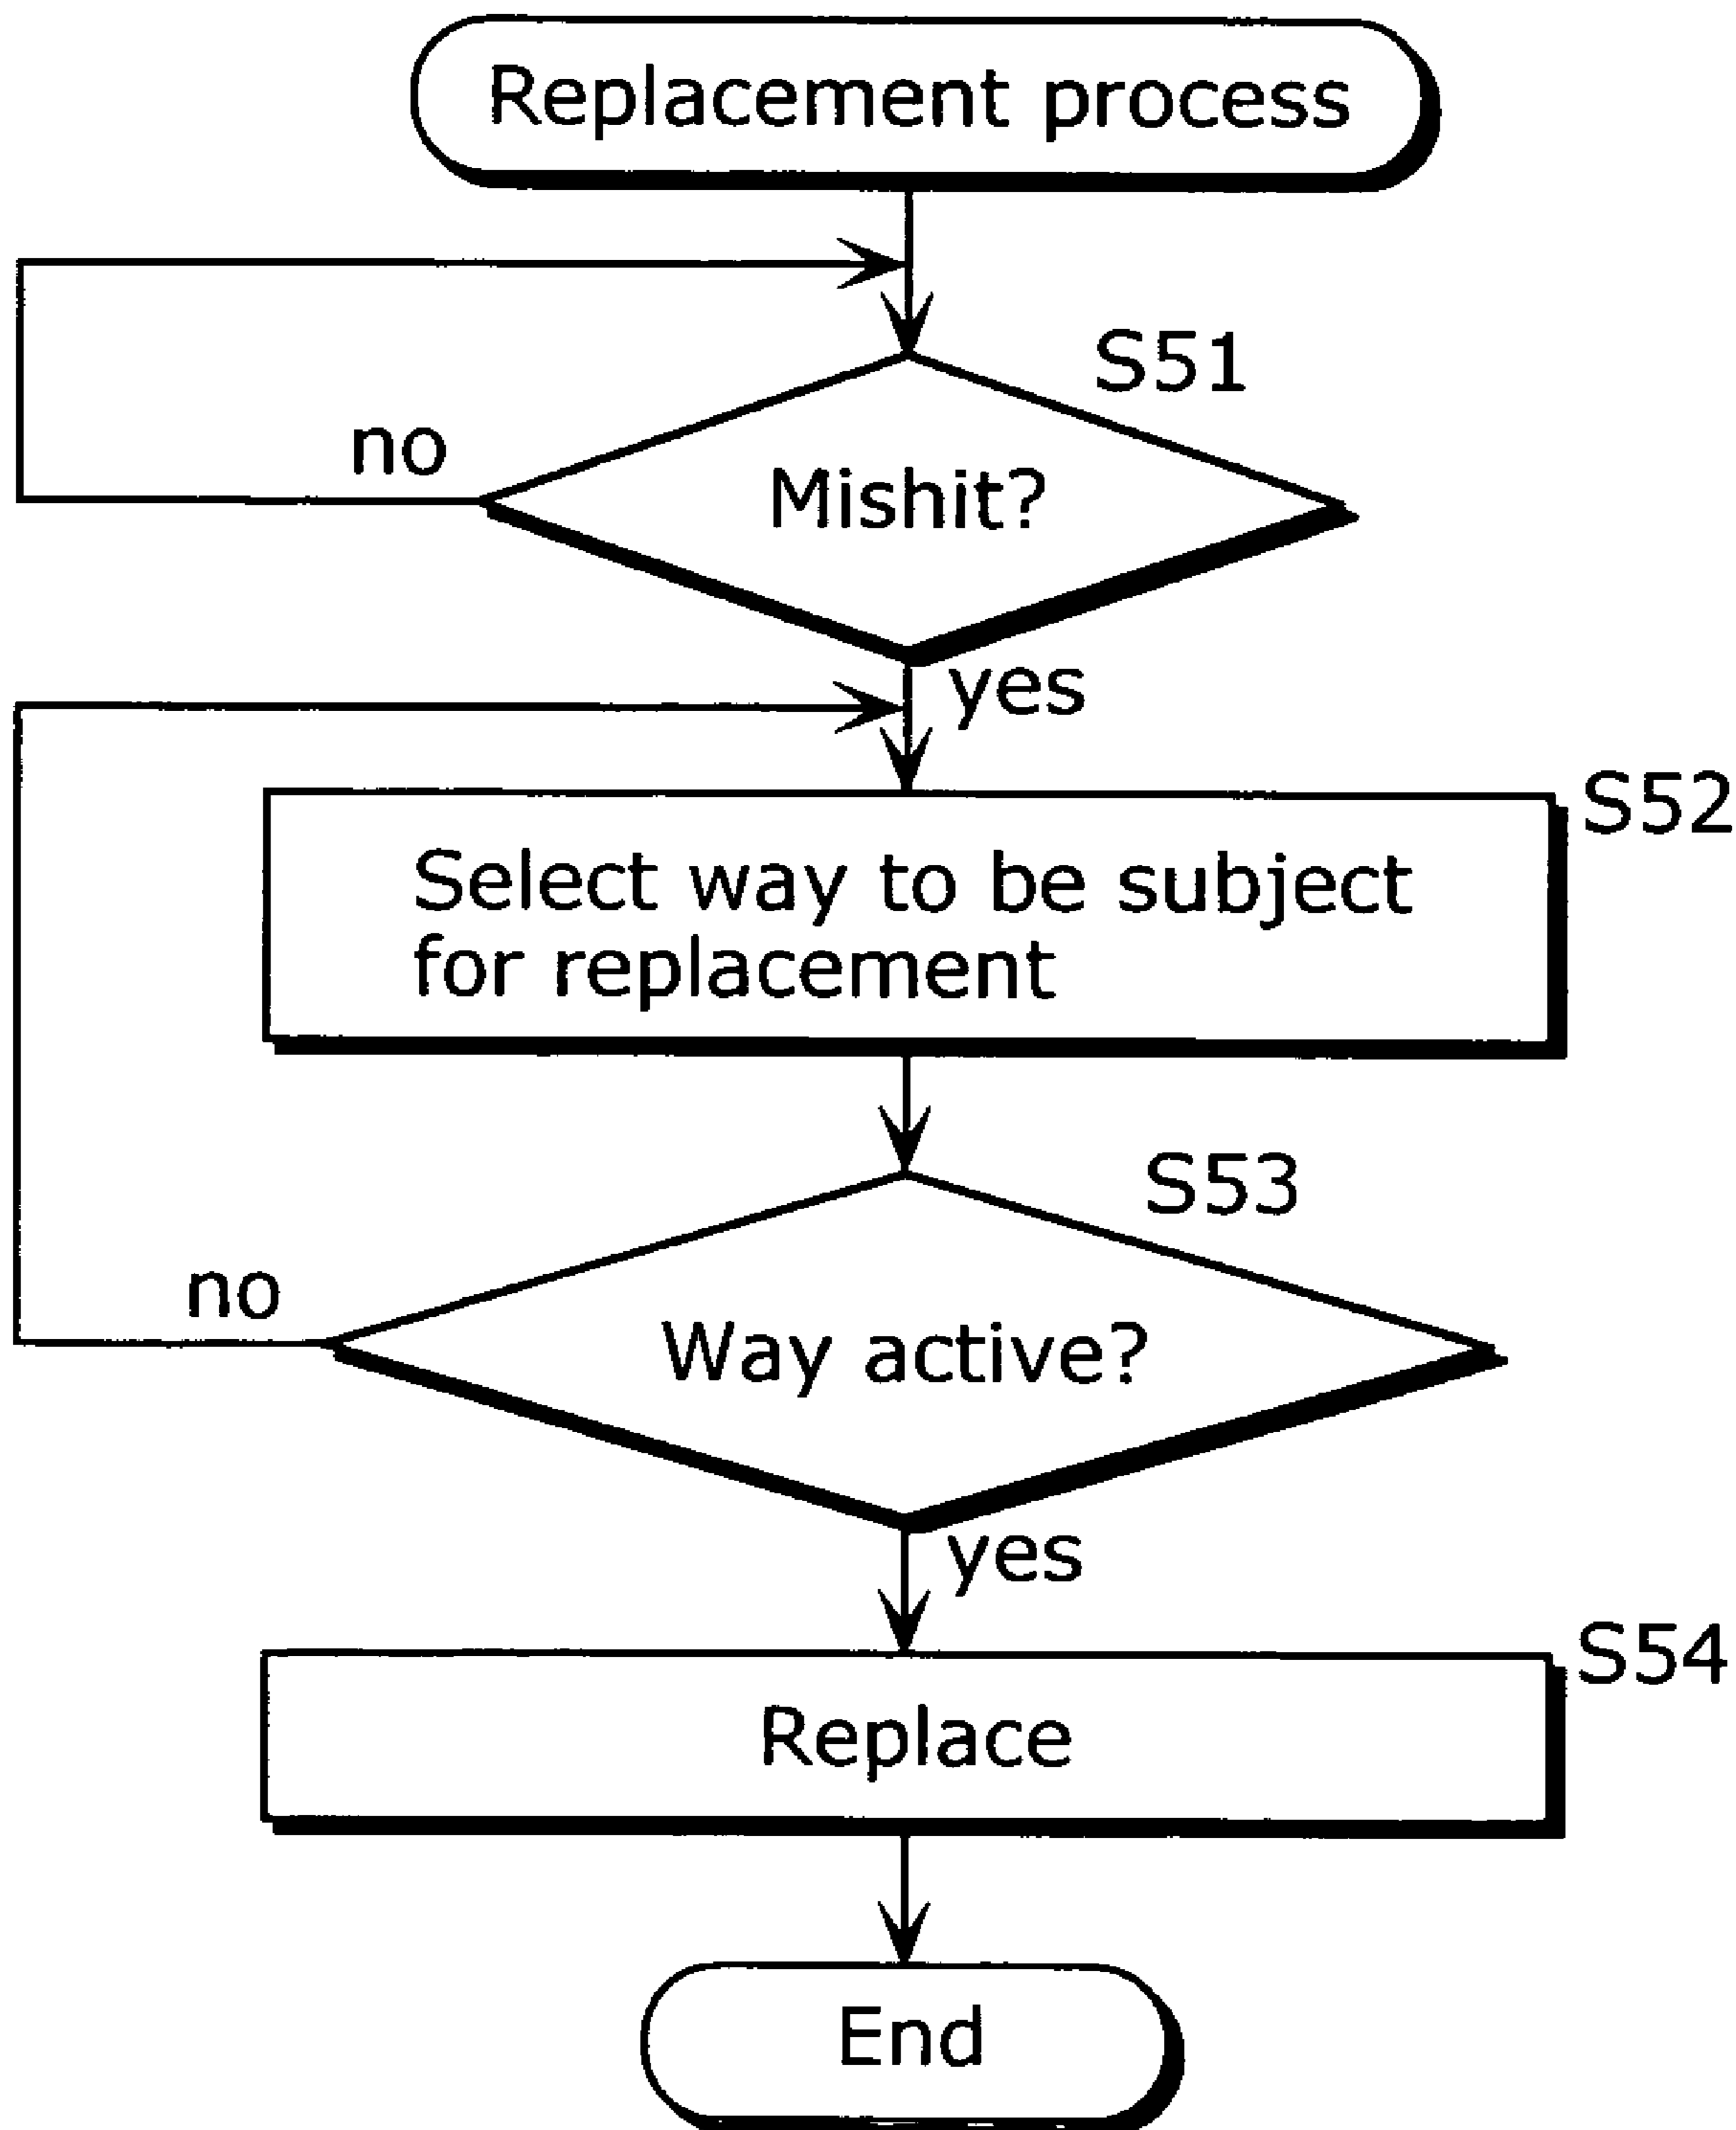 Replacement process
S51
no
Mishit?
yes
S52
Select way to be subject
for replacement
S53
no
Way active?
yes
S54
Replace
End